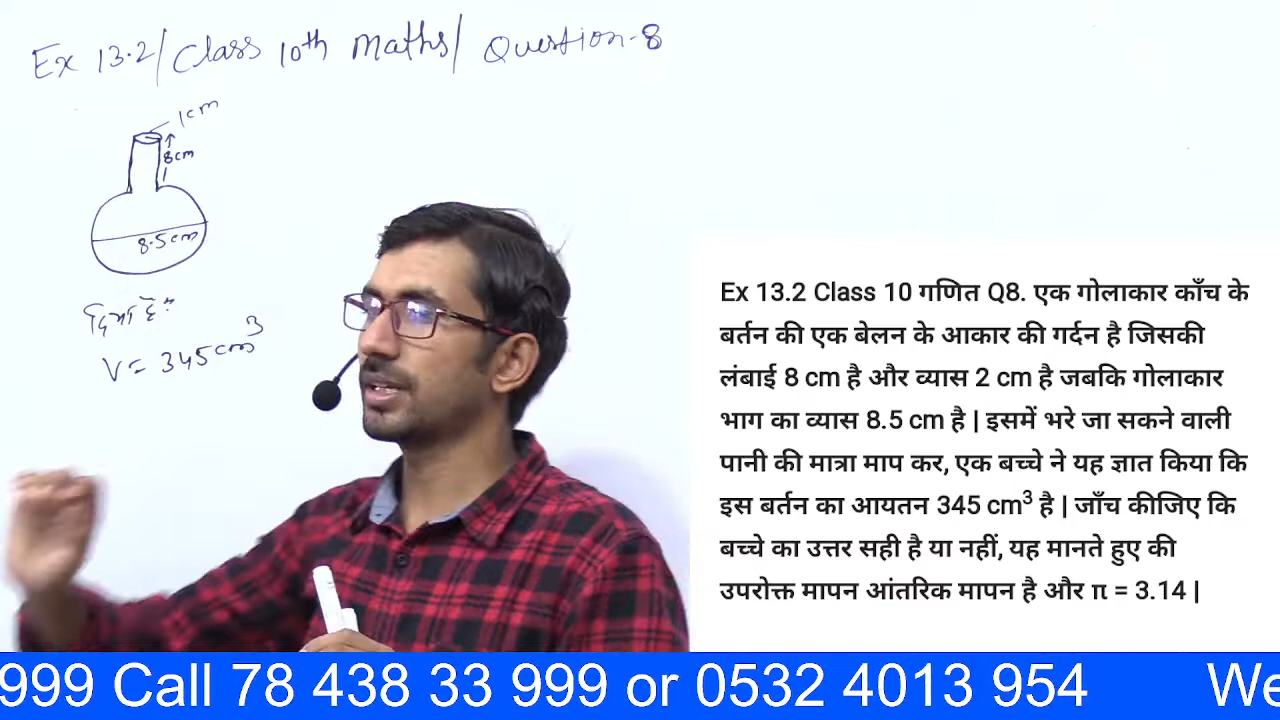 Ex 13.2/ Class 10th Maths/ Question-8
1cm
8cm
8.5cm
दिया है:-
V = 345cm³
Ex 13.2 Class 10 गणित Q8. एक गोलाकार काँच के
बर्तन की एक बेलन के आकार की गर्दन है जिसकी
लंबाई 8 cm है और व्यास 2 cm है जबकि गोलाकार
भाग का व्यास 8.5 cm है | इसमें भरे जा सकने वाली
पानी की मात्रा माप कर, एक बच्चे ने यह ज्ञात किया कि
इस बर्तन का आयतन 345 cm³ है | जाँच कीजिए कि
बच्चे का उत्तर सही है या नहीं, यह मानते हुए की
उपरोक्त मापन आंतरिक मापन है और π = 3.14 |
999 Call 78 438 33 999 or 0532 4013 954 We